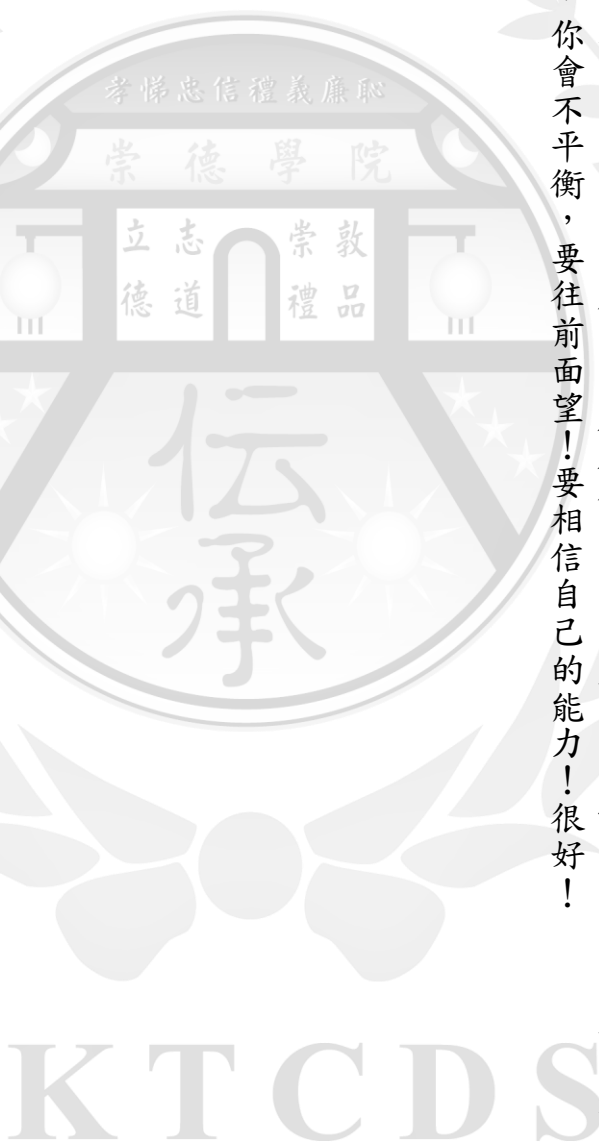 你會不平衡，要往前面望！要相信自己的能力！很好！
孝悌忠信禮義廉恥
崇德學院
立志 崇敦
德道 禮品
伝承
KTCDS